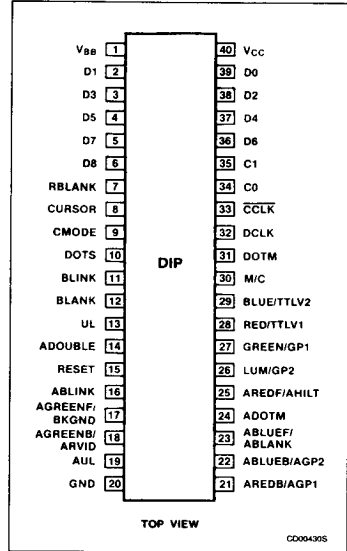 VBB 1 40 VCC
D1 2 39 D0
D3 3 38 D2
D5 4 37 D4
D7 5 36 D6
D8 6 35 C1
RBLANK 7 34 C0
CURSOR 8 33 CCLK
CMODE 9 32 DCLK
DOTS 10 31 DOTM
DIP
BLINK 11 30 M/C
BLANK 12 29 BLUE/TTLV2
UL 13 28 RED/TTLV1
ADOUBLE 14 27 GREEN/GP1
RESET 15 26 LUM/GP2
ABLINK 16 25 AREDF/AHILT
AGREENF/
BKGND 17 24 ADOTM
AGREENB/
ARVID 18 23 ABLUEF/
ABLANK
AUL 19 22 ABLUEB/AGP2
GND 20 21 AREDB/AGP1
TOP VIEW
CD00430S